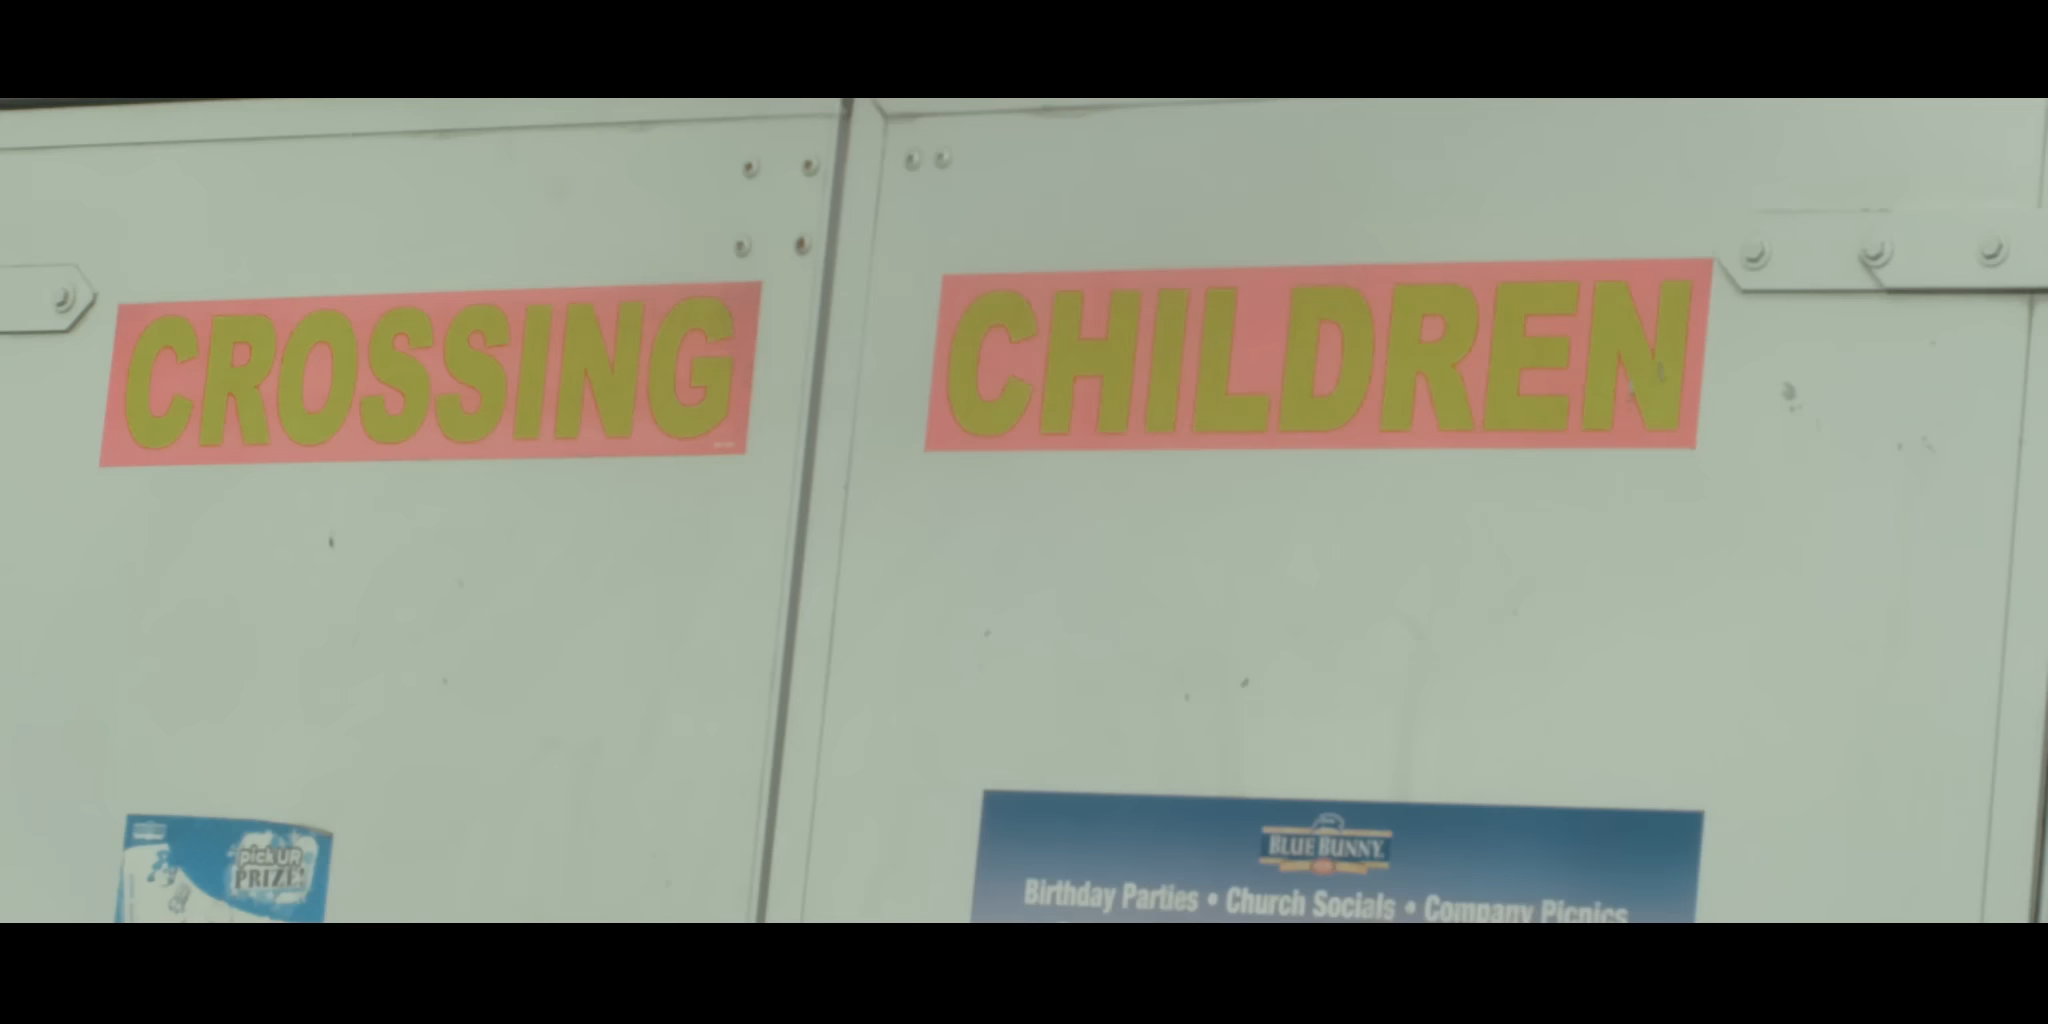 CROSSING
CHILDREN
pick UR
PRIZE!
BLUE BUNNY.
Birthday Parties • Church Socials • Company Picnics